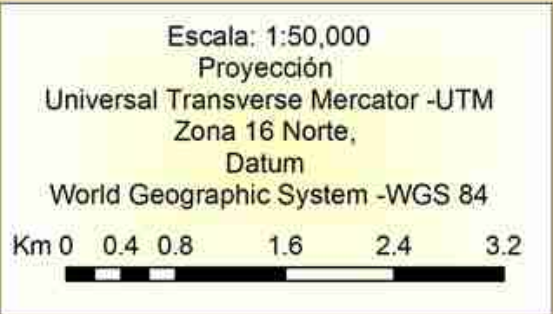 Escala: 1:50,000
Proyección
Universal Transverse Mercator -UTM
Zona 16 Norte,
Datum
World Geographic System -WGS 84
Km 0 0.4 0.8 1.6 2.4 3.2